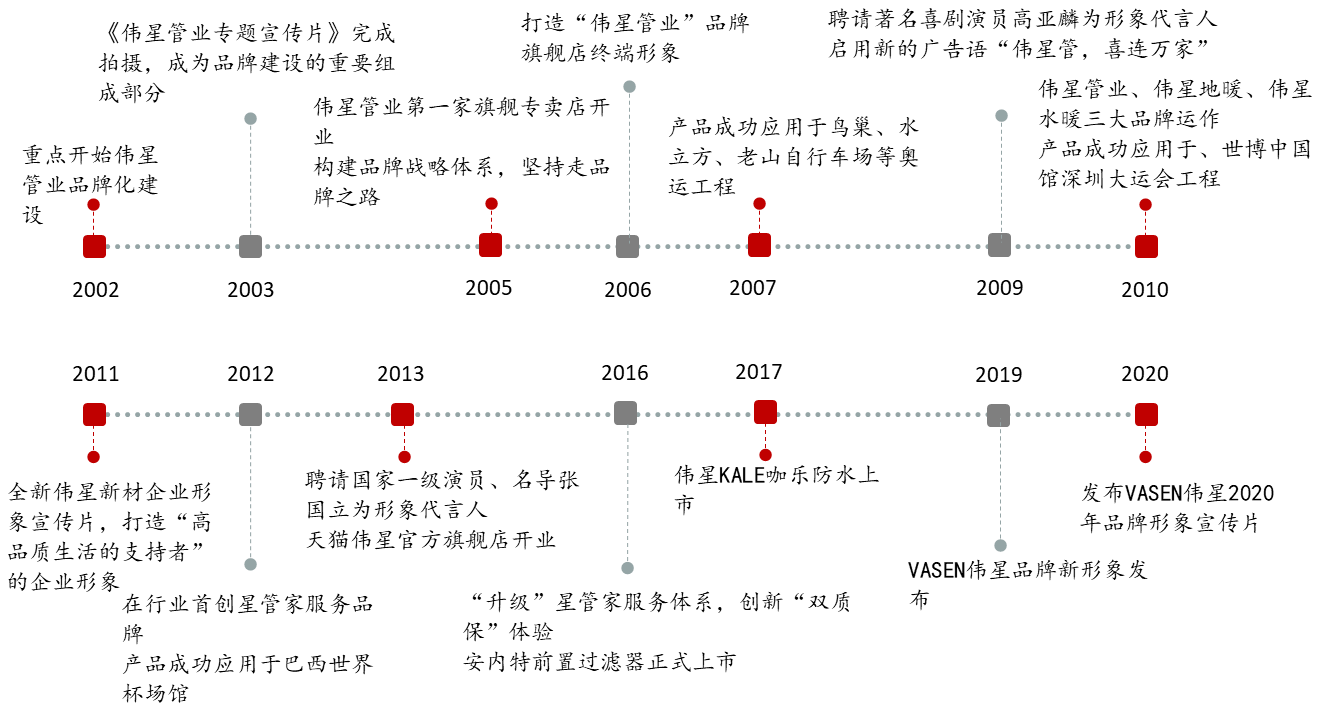 《伟星管业专题宣传片》完成
拍摄，成为品牌建设的重要组
成部分
打造“伟星管业”品牌
旗舰店终端形象
聘请著名喜剧演员高亚麟为形象代言人
启用新的广告语“伟星管，喜连万家”
重点开始伟星
管业品牌化建
设
伟星管业第一家旗舰专卖店开
业
构建品牌战略体系，坚持走品
牌之路
产品成功应用于鸟巢、水
立方、老山自行车场等奥
运工程
伟星管业、伟星地暖、伟星
水暖三大品牌运作
产品成功应用于、世博中国
馆深圳大运会工程
2002
2003
2005
2006
2007
2009
2010
2011
2012
2013
2016
2017
2019
2020
全新伟星新材企业形
象宣传片，打造“高
品质生活的支持者”
的企业形象
在行业首创星管家服务品
牌
产品成功应用于巴西世界
杯场馆
聘请国家一级演员、名导张
国立为形象代言人
天猫伟星官方旗舰店开业
“升级”星管家服务体系，创新“双质
保”体验
安内特前置过滤器正式上市
伟星KALE咖乐防水上
市
VASEN伟星品牌新形象发
布
发布VASEN伟星2020
年品牌形象宣传片